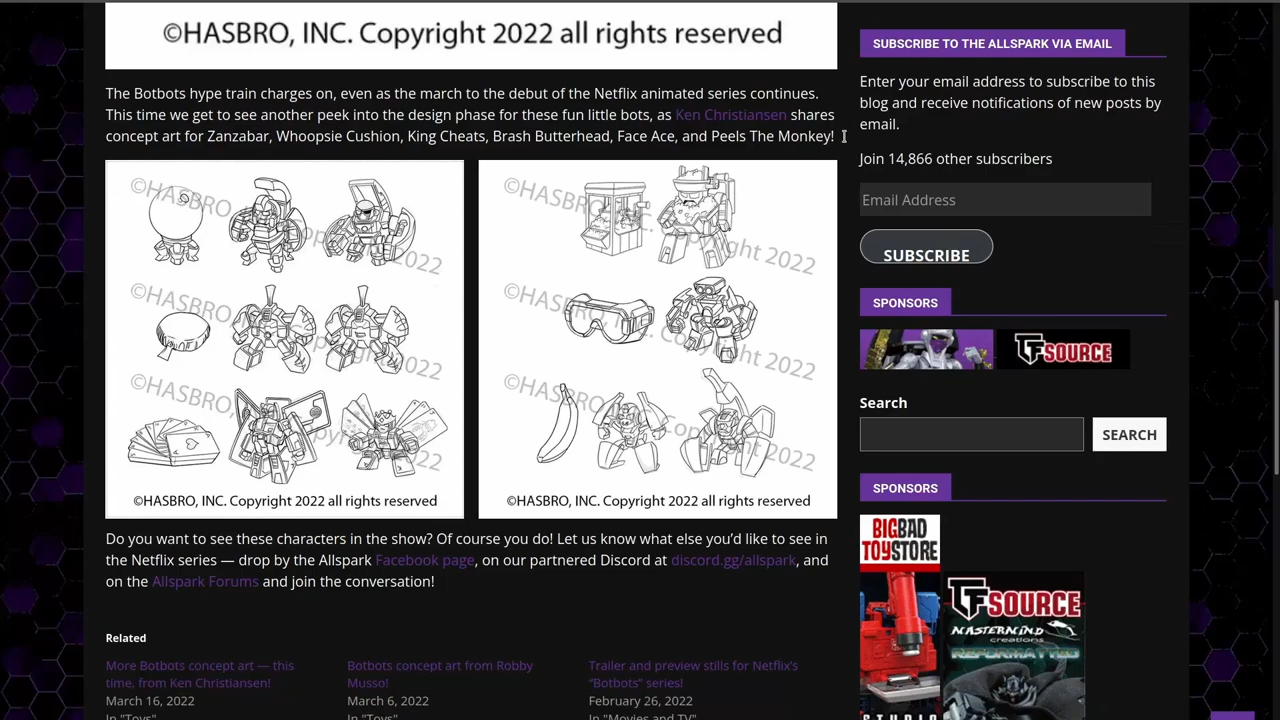 ©HASBRO, INC. Copyright 2022 all rights reserved
The Botbots hype train charges on, even as the march to the debut of the Netflix animated series continues.
This time we get to see another peek into the design phase for these fun little bots, as Ken Christiansen shares
concept art for Zanzabar, Whoopsie Cushion, King Cheats, Brash Butterhead, Face Ace, and Peels The Monkey!
©HASBRO, INC. Copyright 2022 all rights reserved
©HASBRO, INC. Copyright 2022 all rights reserved
Do you want to see these characters in the show? Of course you do! Let us know what else you’d like to see in
the Netflix series — drop by the Allspark Facebook page, on our partnered Discord at discord.gg/allspark, and
on the Allspark Forums and join the conversation!
Related
More Botbots concept art — this
time, from Ken Christiansen!
March 16, 2022
In "Toys"
Botbots concept art from Robby
Musso!
March 6, 2022
In "Toys"
Trailer and preview stills for Netflix’s
“Botbots” series!
February 26, 2022
In "Movies and TV"
SUBSCRIBE TO THE ALLSPARK VIA EMAIL
Enter your email address to subscribe to this
blog and receive notifications of new posts by
email.
Join 14,866 other subscribers
Email Address
SUBSCRIBE
SPONSORS
TFSOURCE
Search
SEARCH
SPONSORS
BIGBAD
TOYSTORE
TFSOURCE
MASTERMIND
creations
REFORMATTED
STUDIO